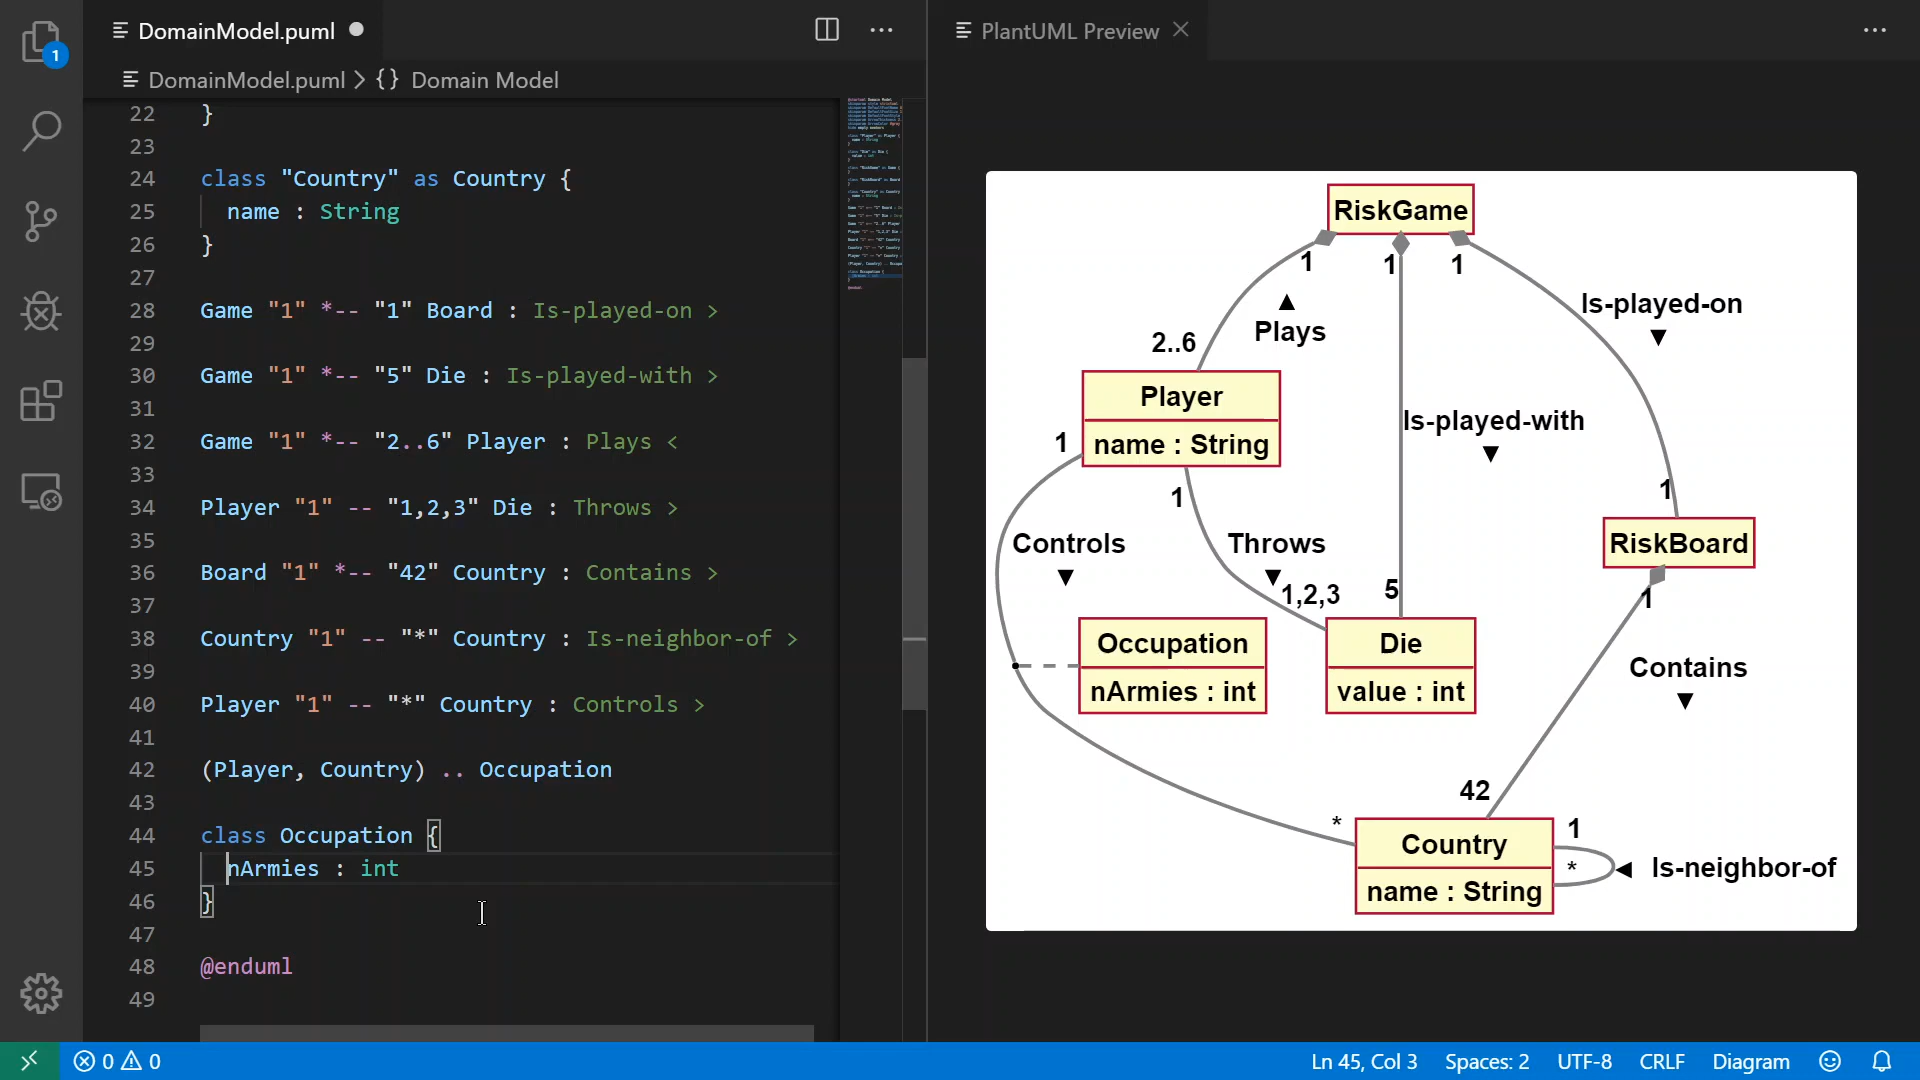 DomainModel.puml
PlantUML Preview
1
DomainModel.puml > {} Domain Model
22 }
23
24 class "Country" as Country {
25 name : String
26 }
27
28 Game "1" *-- "1" Board : Is-played-on >
29
30 Game "1" *-- "5" Die : Is-played-with >
31
32 Game "1" *-- "2..6" Player : Plays <
33
34 Player "1" -- "1,2,3" Die : Throws >
35
36 Board "1" *-- "42" Country : Contains >
37
38 Country "1" -- "*" Country : Is-neighbor-of >
39
40 Player "1" -- "*" Country : Controls >
41
42 (Player, Country) .. Occupation
43
44 class Occupation {
45 nArmies : int
46 }
47
48 @enduml
49
RiskGame
1 1 1
Is-played-on
Plays
2..6
Player
name : String
Is-played-with
1
1
1
Controls
Throws
RiskBoard
1,2,3
5
1
Occupation
nArmies : int
Die
value : int
Contains
42
*
Country
name : String
1
*
Is-neighbor-of
0 0
Ln 45, Col 3 Spaces: 2 UTF-8 CRLF Diagram